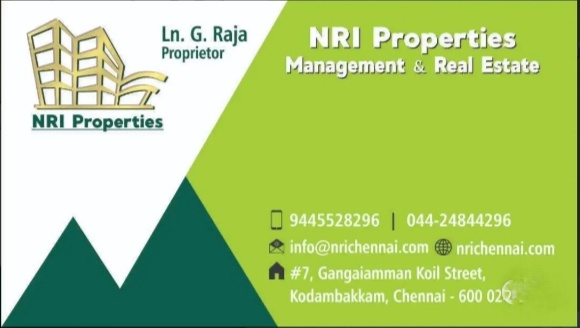 Ln. G. Raja
Proprietor
NRI Properties
NRI Properties
Management & Real Estate
9445528296 | 044-24844296
info@nrichennai.com nrichennai.com
#7, Gangaiamman Koil Street,
Kodambakkam, Chennai - 600